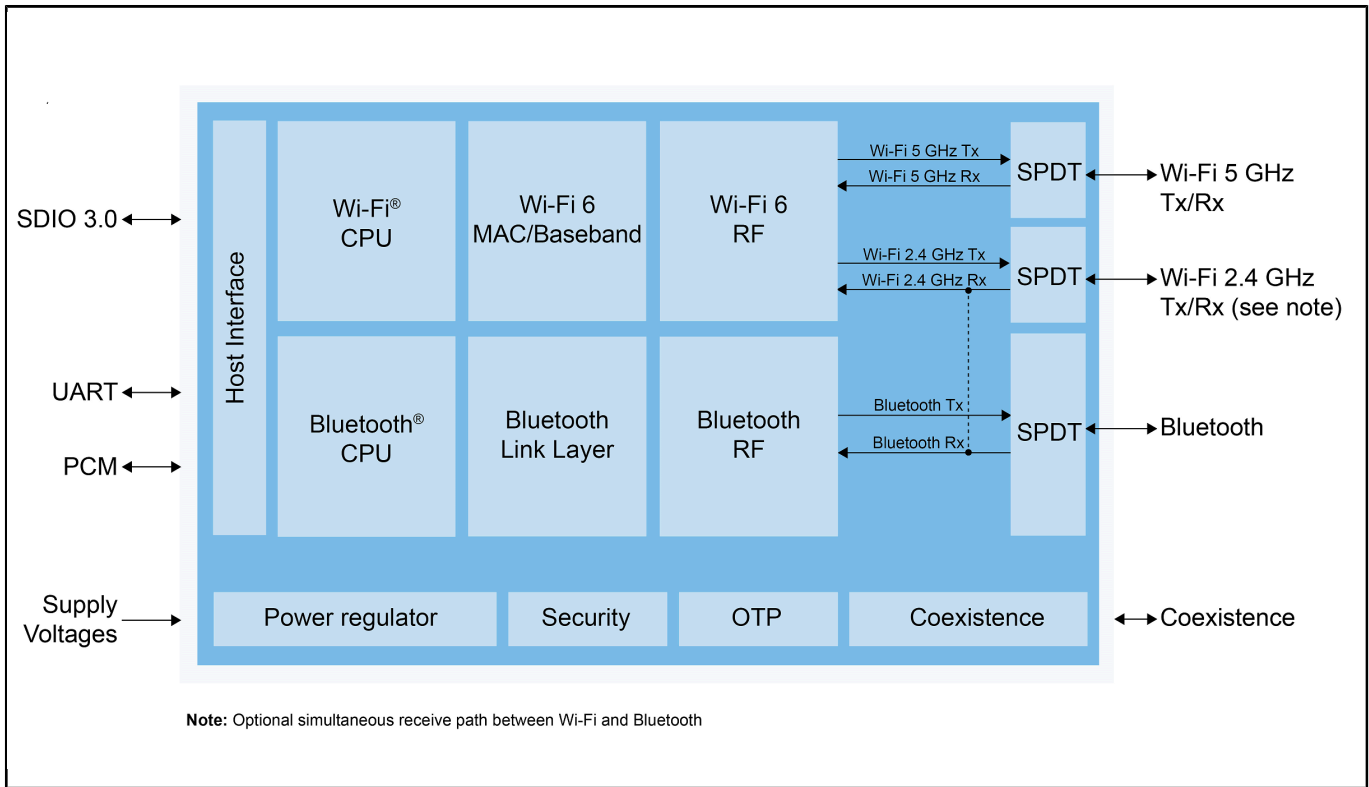 SDIO 3.0
UART
PCM
Supply
Voltages
Host Interface
Wi-Fi®
CPU
Wi-Fi 6
MAC/Baseband
Wi-Fi 6
RF
Bluetooth®
CPU
Bluetooth
Link Layer
Bluetooth
RF
Wi-Fi 5 GHz Tx
Wi-Fi 5 GHz Rx
Wi-Fi 2.4 GHz Tx
Wi-Fi 2.4 GHz Rx
Bluetooth Tx
Bluetooth Rx
SPDT
SPDT
SPDT
Wi-Fi 5 GHz
Tx/Rx
Wi-Fi 2.4 GHz
Tx/Rx (see note)
Bluetooth
Power regulator
Security
OTP
Coexistence
Coexistence
Note: Optional simultaneous receive path between Wi-Fi and Bluetooth